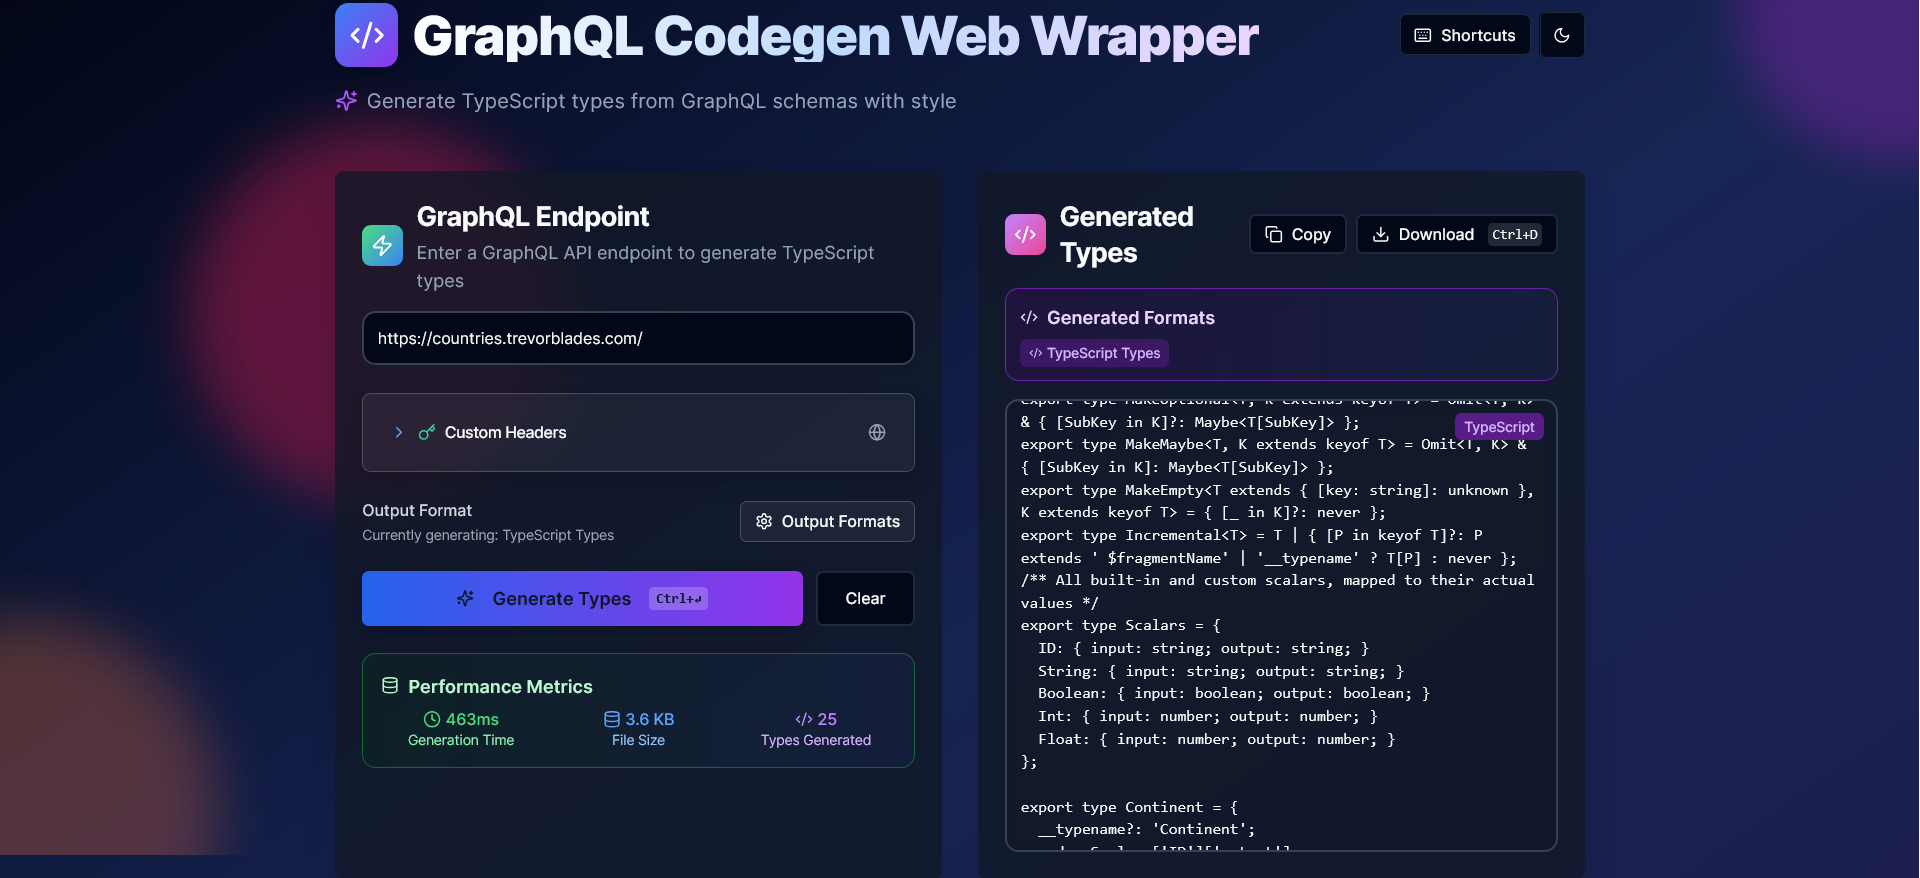 GraphQL Codegen Web Wrapper
Shortcuts
Generate TypeScript types from GraphQL schemas with style
GraphQL Endpoint
Enter a GraphQL API endpoint to generate TypeScript
types
https://countries.trevorblades.com/
Custom Headers
Output Format
Currently generating: TypeScript Types
Output Formats
Generate Types Ctrl+↵
Clear
Performance Metrics
463ms
Generation Time
3.6 KB
File Size
25
Types Generated
Generated
Types
Copy
Download Ctrl+D
Generated Formats
TypeScript Types
TypeScript
export type MakeOptional<T, K extends keyof T> = Omit<T, K>
& { [SubKey in K]?: Maybe<T[SubKey]> };
export type MakeMaybe<T, K extends keyof T> = Omit<T, K> &
{ [SubKey in K]: Maybe<T[SubKey]> };
export type MakeEmpty<T extends { [key: string]: unknown },
K extends keyof T> = { [_ in K]?: never };
export type Incremental<T> = T | { [P in keyof T]?: P
extends ' $fragmentName' | '__typename' ? T[P] : never };
/** All built-in and custom scalars, mapped to their actual
values */
export type Scalars = {
ID: { input: string; output: string; }
String: { input: string; output: string; }
Boolean: { input: boolean; output: boolean; }
Int: { input: number; output: number; }
Float: { input: number; output: number; }
};
export type Continent = {
__typename?: 'Continent';